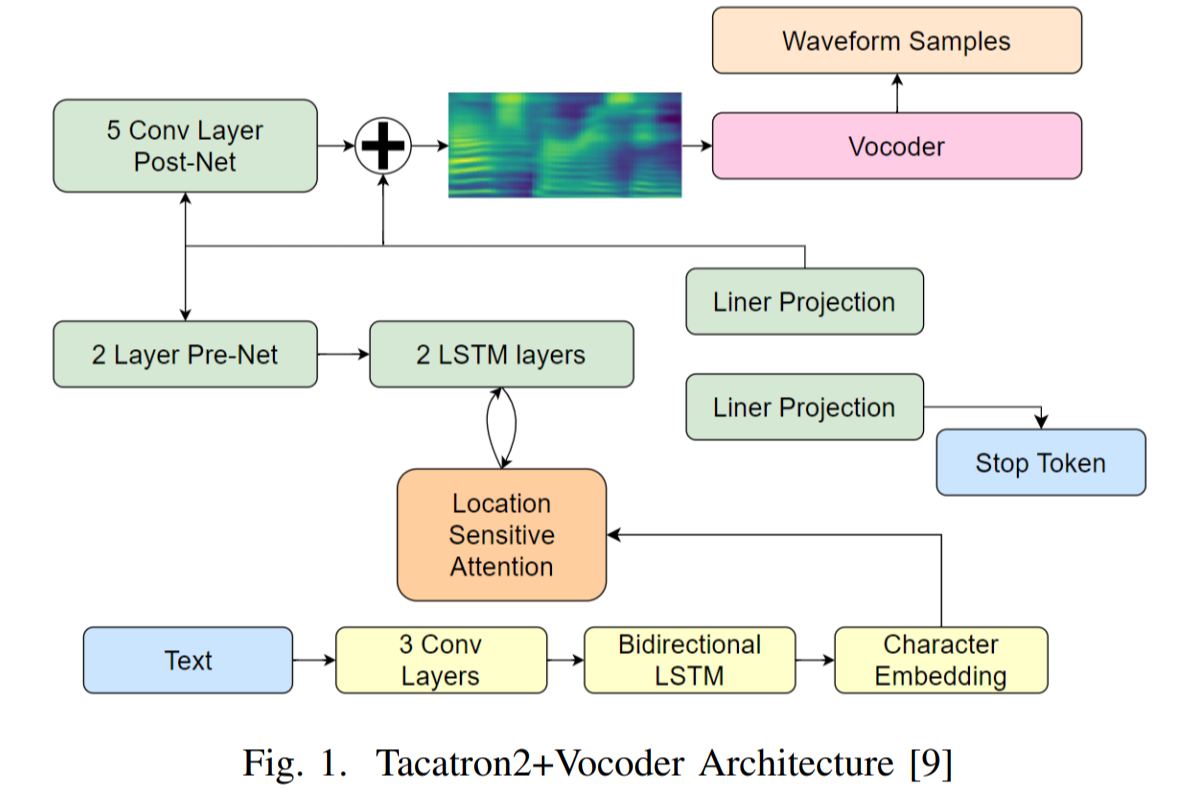 Waveform Samples
5 Conv Layer
Post-Net
Vocoder
Liner Projection
2 Layer Pre-Net
2 LSTM layers
Liner Projection
Stop Token
Location
Sensitive
Attention
Text
3 Conv
Layers
Bidirectional
LSTM
Character
Embedding
Fig. 1. Tacatron2+Vocoder Architecture [9]